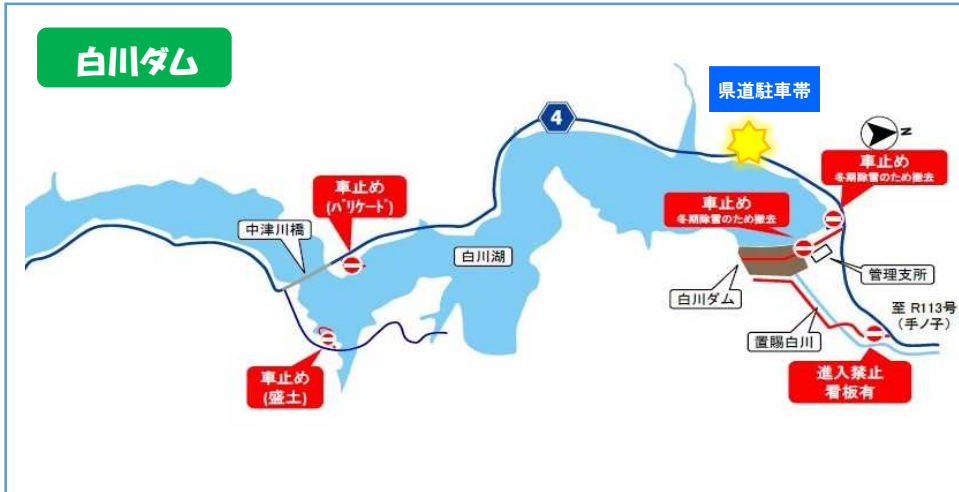 白川ダム
県道駐車帯
4
N
車止め
冬期除雪のため撤去
車止め
(バリケード)
車止め
冬期除雪のため撤去
中津川橋
白川湖
管理支所
白川ダム
至 R113号
(手ノ子)
置賜白川
車止め
(盛土)
進入禁止
看板有